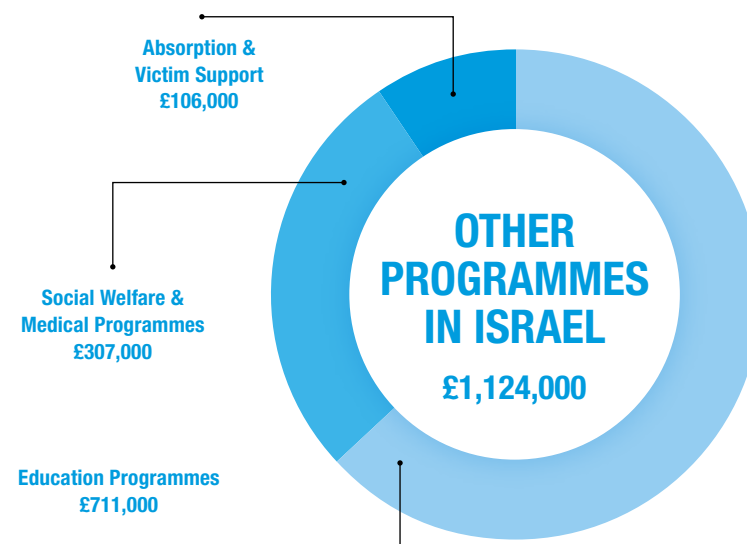 Absorption &
Victim Support
£106,000
OTHER
PROGRAMMES
IN ISRAEL
£1,124,000
Social Welfare &
Medical Programmes
£307,000
Education Programmes
£711,000